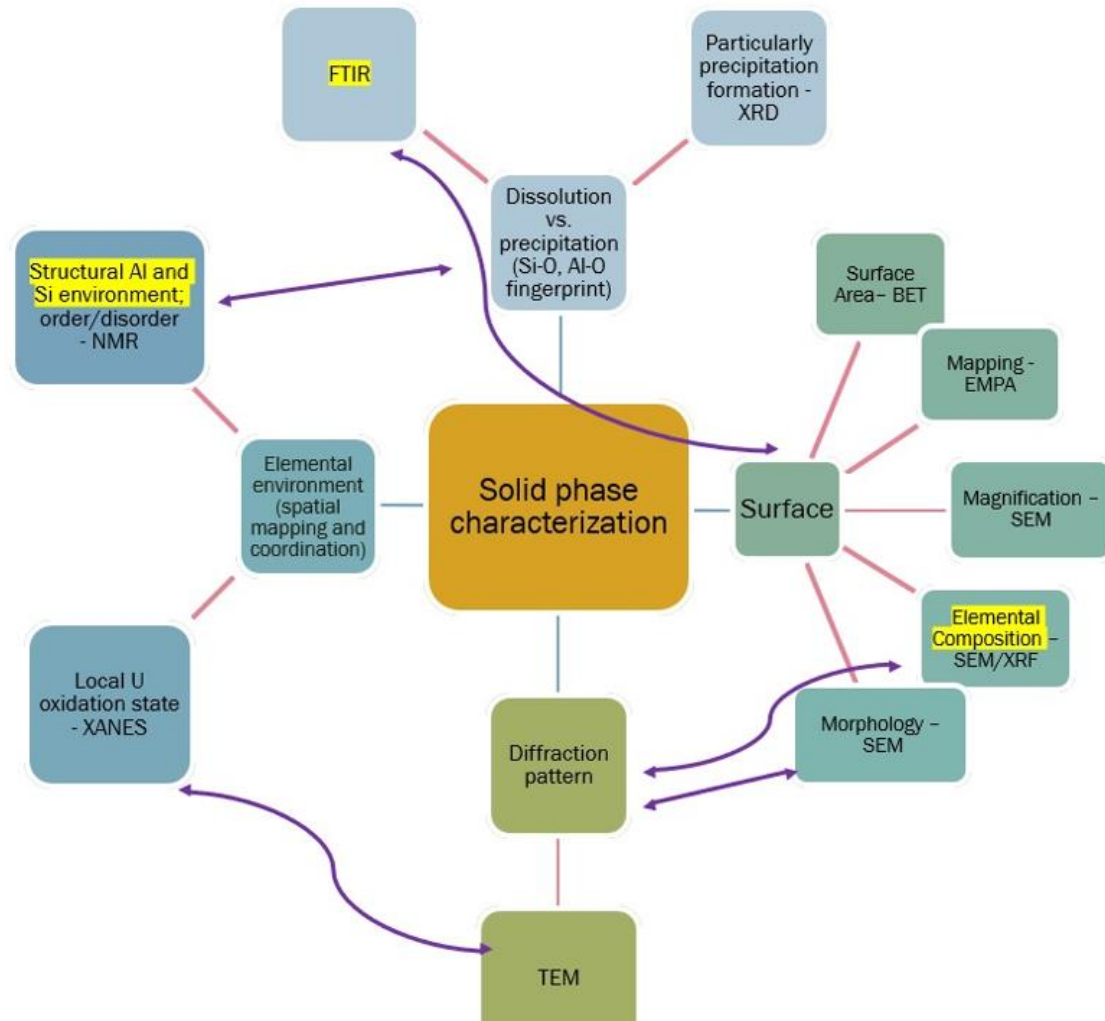 FTIR
Particularly
precipitation
formation -
XRD
Dissolution
vs.
precipitation
(Si-O, Al-O
fingerprint)
Structural Al and
Si environment;
order/disorder
- NMR
Surface
Area– BET
Mapping -
EMPA
Elemental
environment
(spatial
mapping and
coordination)
Solid phase
characterization
Surface
Magnification –
SEM
Elemental
Composition –
SEM/XRF
Local U
oxidation state
- XANES
Morphology –
SEM
Diffraction
pattern
TEM